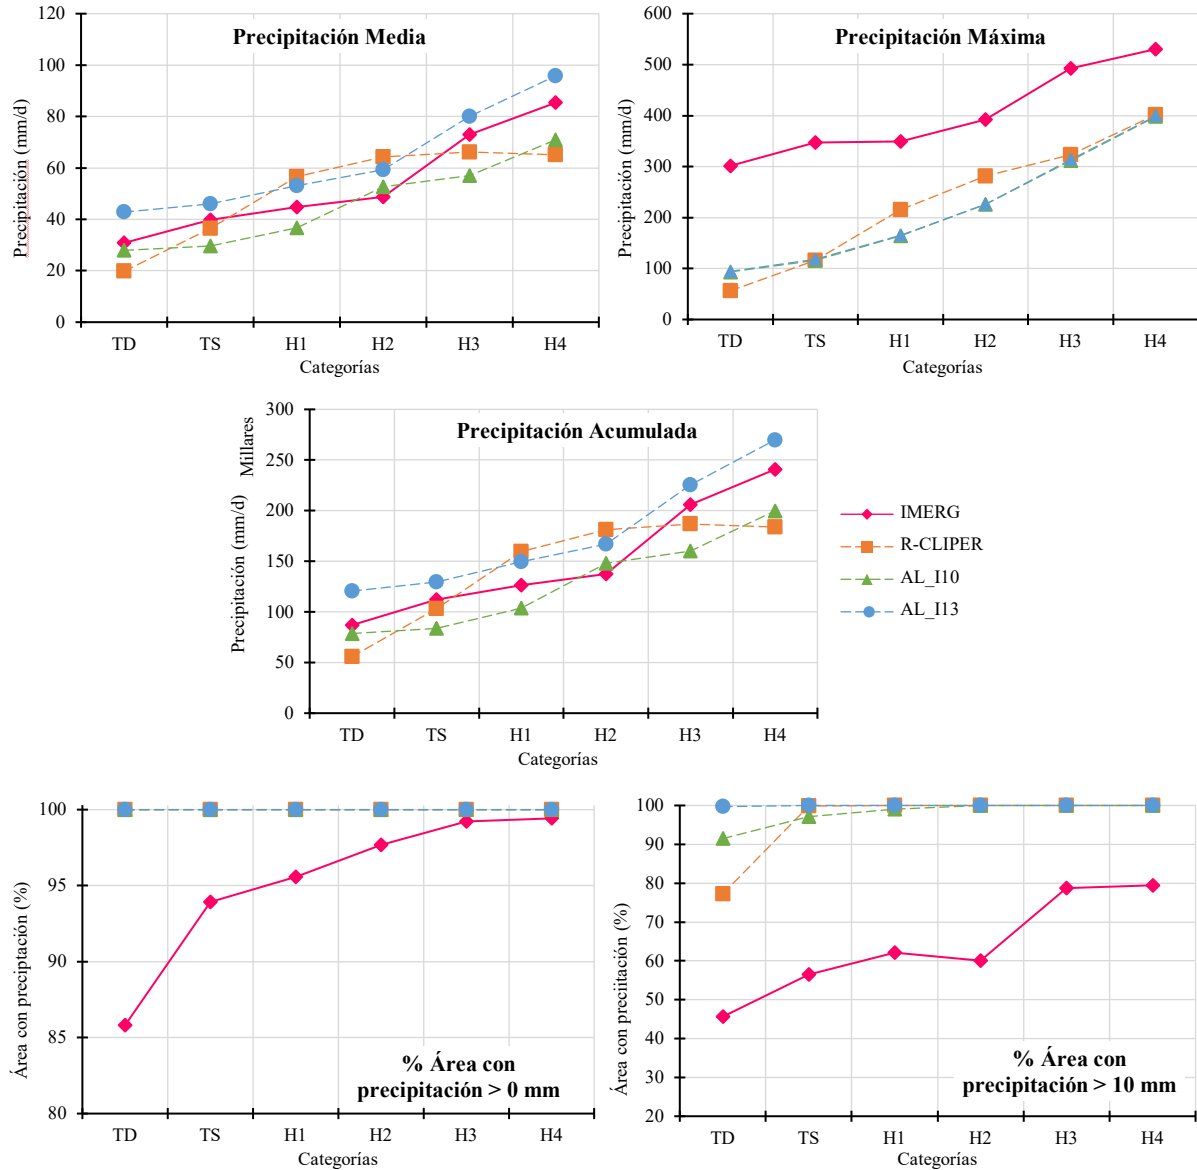 Precipitación Media
Precipitación (mm/d)
120
100
80
60
40
20
0
TD TS H1 H2 H3 H4
Categorías
Precipitación Máxima
Precipitación (mm/d)
600
500
400
300
200
100
0
TD TS H1 H2 H3 H4
Categorías
Precipitación Acumulada
Millares
Precipitación (mm/d)
300
250
200
150
100
50
0
TD TS H1 H2 H3 H4
Categorías
IMERG
R-CLIPER
AL_I10
AL_I13
Área con preciptación (%)
100
95
90
85
80
% Área con
precipitación > 0 mm
TD TS H1 H2 H3 H4
Categorías
Área con preciitación (%)
100
90
80
70
60
50
40
30
20
% Área con
precipitación > 10 mm
TD TS H1 H2 H3 H4
Categorías